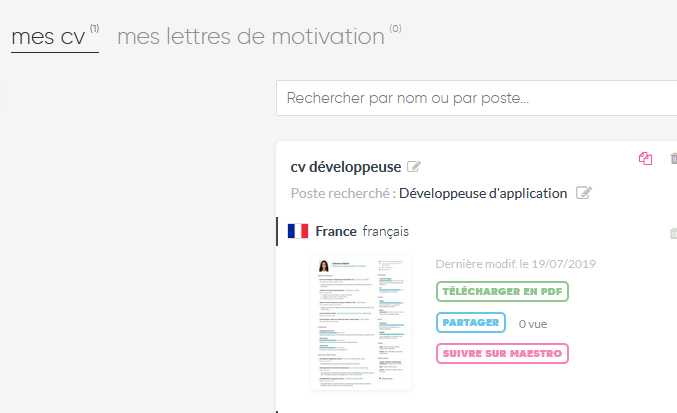 mes cv (1) mes lettres de motivation (0)
Rechercher par nom ou par poste...
cv développeuse
Poste recherché : Développeuse d'application
France français
Dernière modif. le 19/07/2019
TÉLÉCHARGER EN PDF
PARTAGER 0 vue
SUIVRE SUR MAESTRO